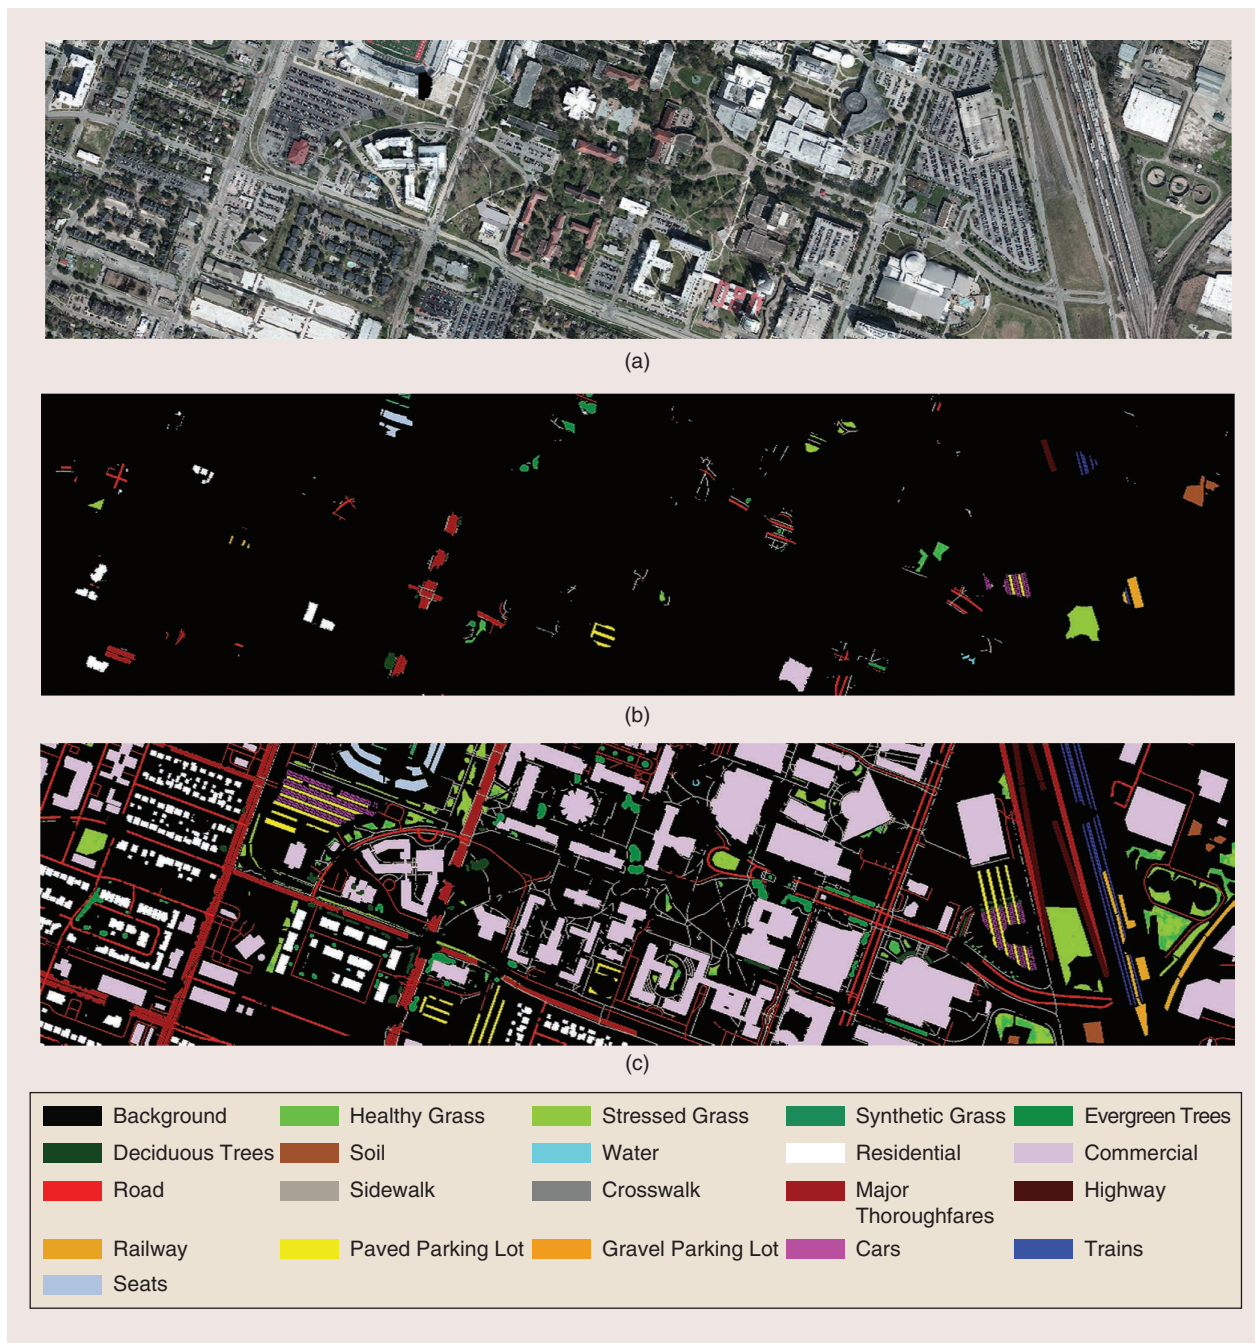 (a)
(b)
(c)
Background
Healthy Grass
Stressed Grass
Synthetic Grass
Evergreen Trees
Deciduous Trees
Soil
Water
Residential
Commercial
Road
Sidewalk
Crosswalk
Major
Thoroughfares
Highway
Railway
Paved Parking Lot
Gravel Parking Lot
Cars
Trains
Seats